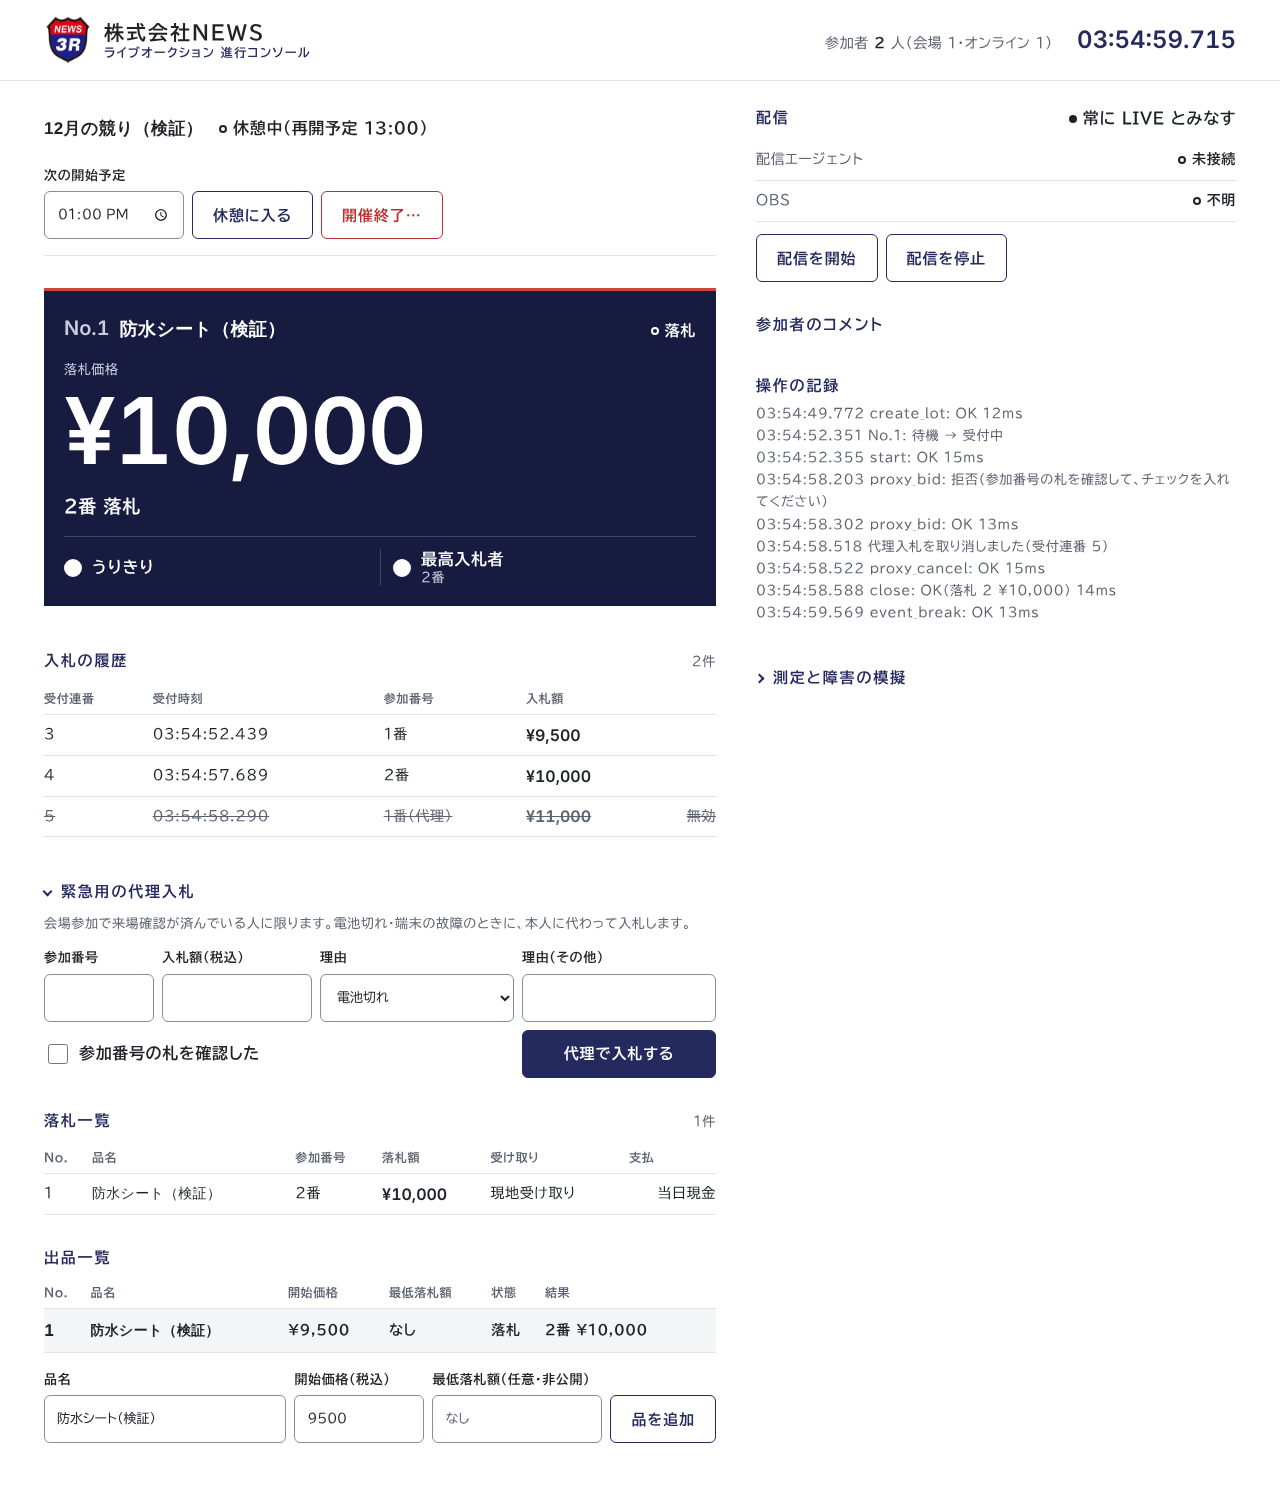 NEWS
3R
株式会社NEWS
ライブオークション 進行コンソール
参加者 2 人（会場 1・オンライン 1）
03:54:59.715
12月の競り（検証）
休憩中（再開予定 13:00）
次の開始予定
01:00 PM
休憩に入る
開催終了…
No.1 防水シート（検証）
落札
落札価格
¥10,000
2番 落札
うりきり
最高入札者
2番
入札の履歴
2件
受付連番 受付時刻 参加番号 入札額
3 03:54:52.439 1番 ¥9,500
4 03:54:57.689 2番 ¥10,000
5 03:54:58.290 1番（代理） ¥11,000 無効
緊急用の代理入札
会場参加で来場確認が済んでいる人に限ります。電池切れ・端末の故障のときに、本人に代わって入札します。
参加番号 入札額（税込） 理由 理由（その他）
電池切れ
参加番号の札を確認した
代理で入札する
落札一覧
1件
No. 品名 参加番号 落札額 受け取り 支払
1 防水シート（検証） 2番 ¥10,000 現地受け取り 当日現金
出品一覧
No. 品名 開始価格 最低落札額 状態 結果
1 防水シート（検証） ¥9,500 なし 落札 2番 ¥10,000
品名 開始価格（税込） 最低落札額（任意・非公開）
防水シート（検証） 9500 なし 品を追加
配信
常に LIVE とみなす
配信エージェント
未接続
OBS
不明
配信を開始
配信を停止
参加者のコメント
操作の記録
03:54:49.772 create_lot: OK 12ms
03:54:52.351 No.1: 待機 → 受付中
03:54:52.355 start: OK 15ms
03:54:58.203 proxy_bid: 拒否（参加番号の札を確認して、チェックを入れ
てください）
03:54:58.302 proxy_bid: OK 13ms
03:54:58.518 代理入札を取り消しました（受付連番 5）
03:54:58.522 proxy_cancel: OK 15ms
03:54:58.588 close: OK（落札 2 ¥10,000） 14ms
03:54:59.569 event_break: OK 13ms
測定と障害の模擬